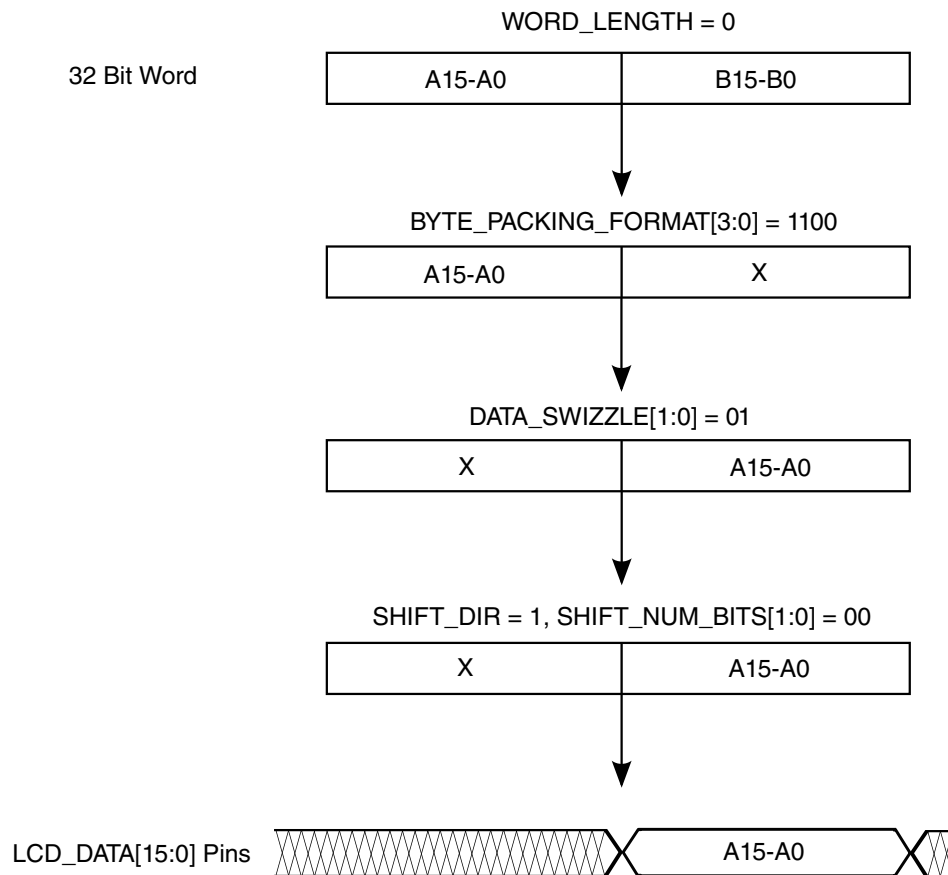 WORD_LENGTH = 0
32 Bit Word
A15-A0 B15-B0
BYTE_PACKING_FORMAT[3:0] = 1100
A15-A0 X
DATA_SWIZZLE[1:0] = 01
X A15-A0
SHIFT_DIR = 1, SHIFT_NUM_BITS[1:0] = 00
X A15-A0
LCD_DATA[15:0] Pins A15-A0